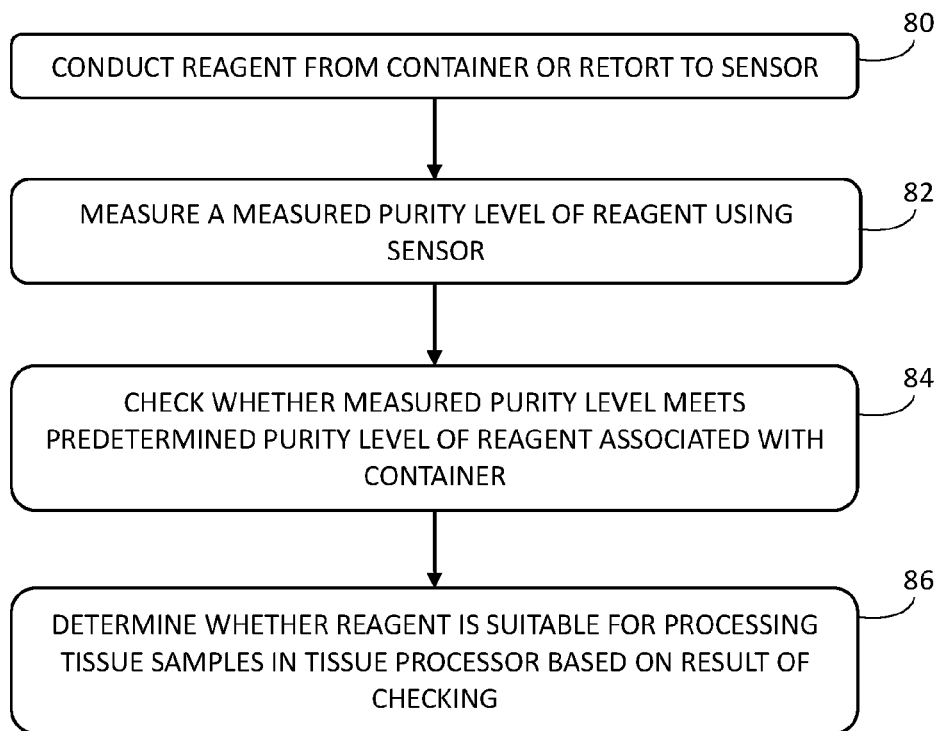 80
CONDUCT REAGENT FROM CONTAINER OR RETORT TO SENSOR
82
MEASURE A MEASURED PURITY LEVEL OF REAGENT USING
SENSOR
84
CHECK WHETHER MEASURED PURITY LEVEL MEETS
PREDETERMINED PURITY LEVEL OF REAGENT ASSOCIATED WITH
CONTAINER
86
DETERMINE WHETHER REAGENT IS SUITABLE FOR PROCESSING
TISSUE SAMPLES IN TISSUE PROCESSOR BASED ON RESULT OF
CHECKING